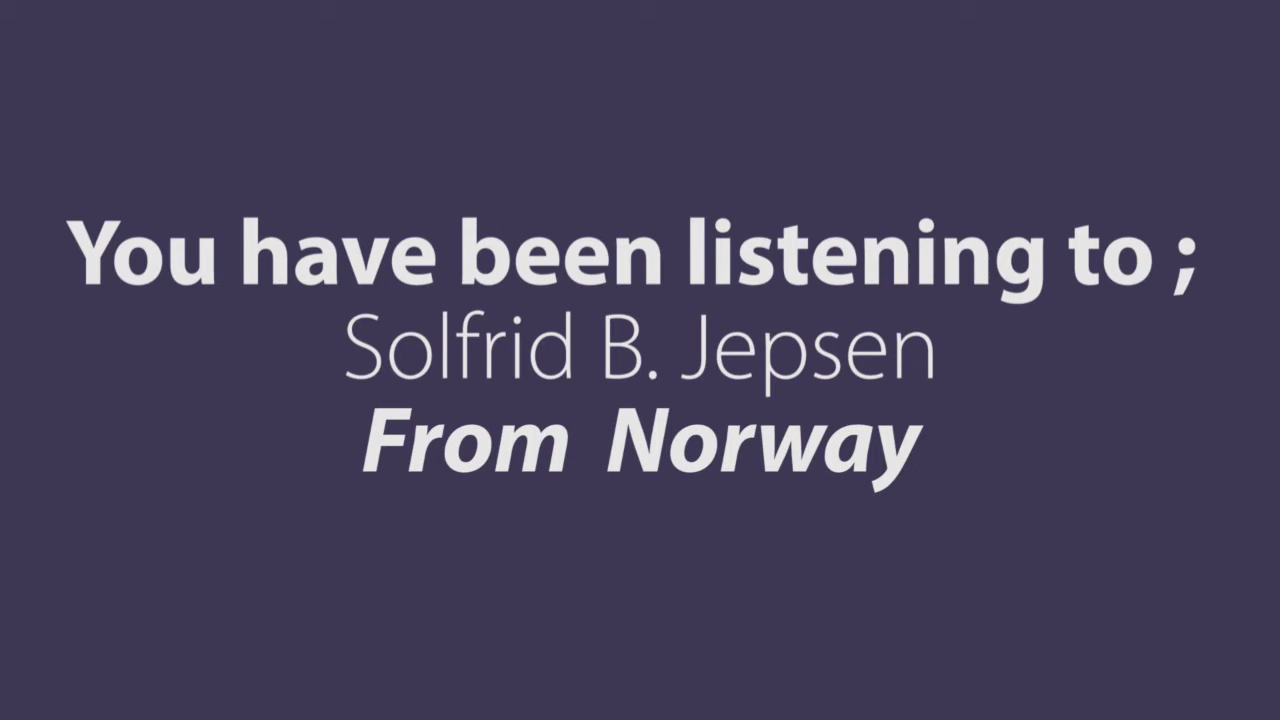 You have been listening to ;
Solfrid B. Jepsen
From Norway